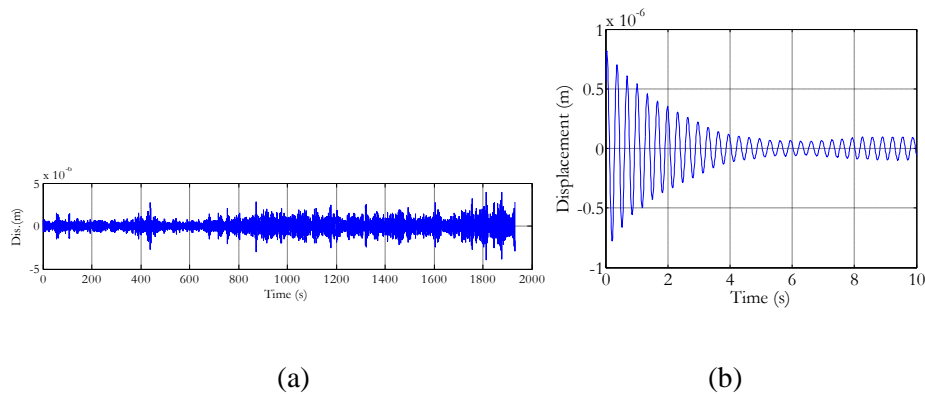 5 x 10⁻⁶
0
-5
Dis.(m)
0 200 400 600 800 1000 1200 1400 1600 1800 2000
Time (s)
(a)
1 x 10⁻⁶
0.5
0
-0.5
-1
Displacement (m)
0 2 4 6 8 10
Time (s)
(b)